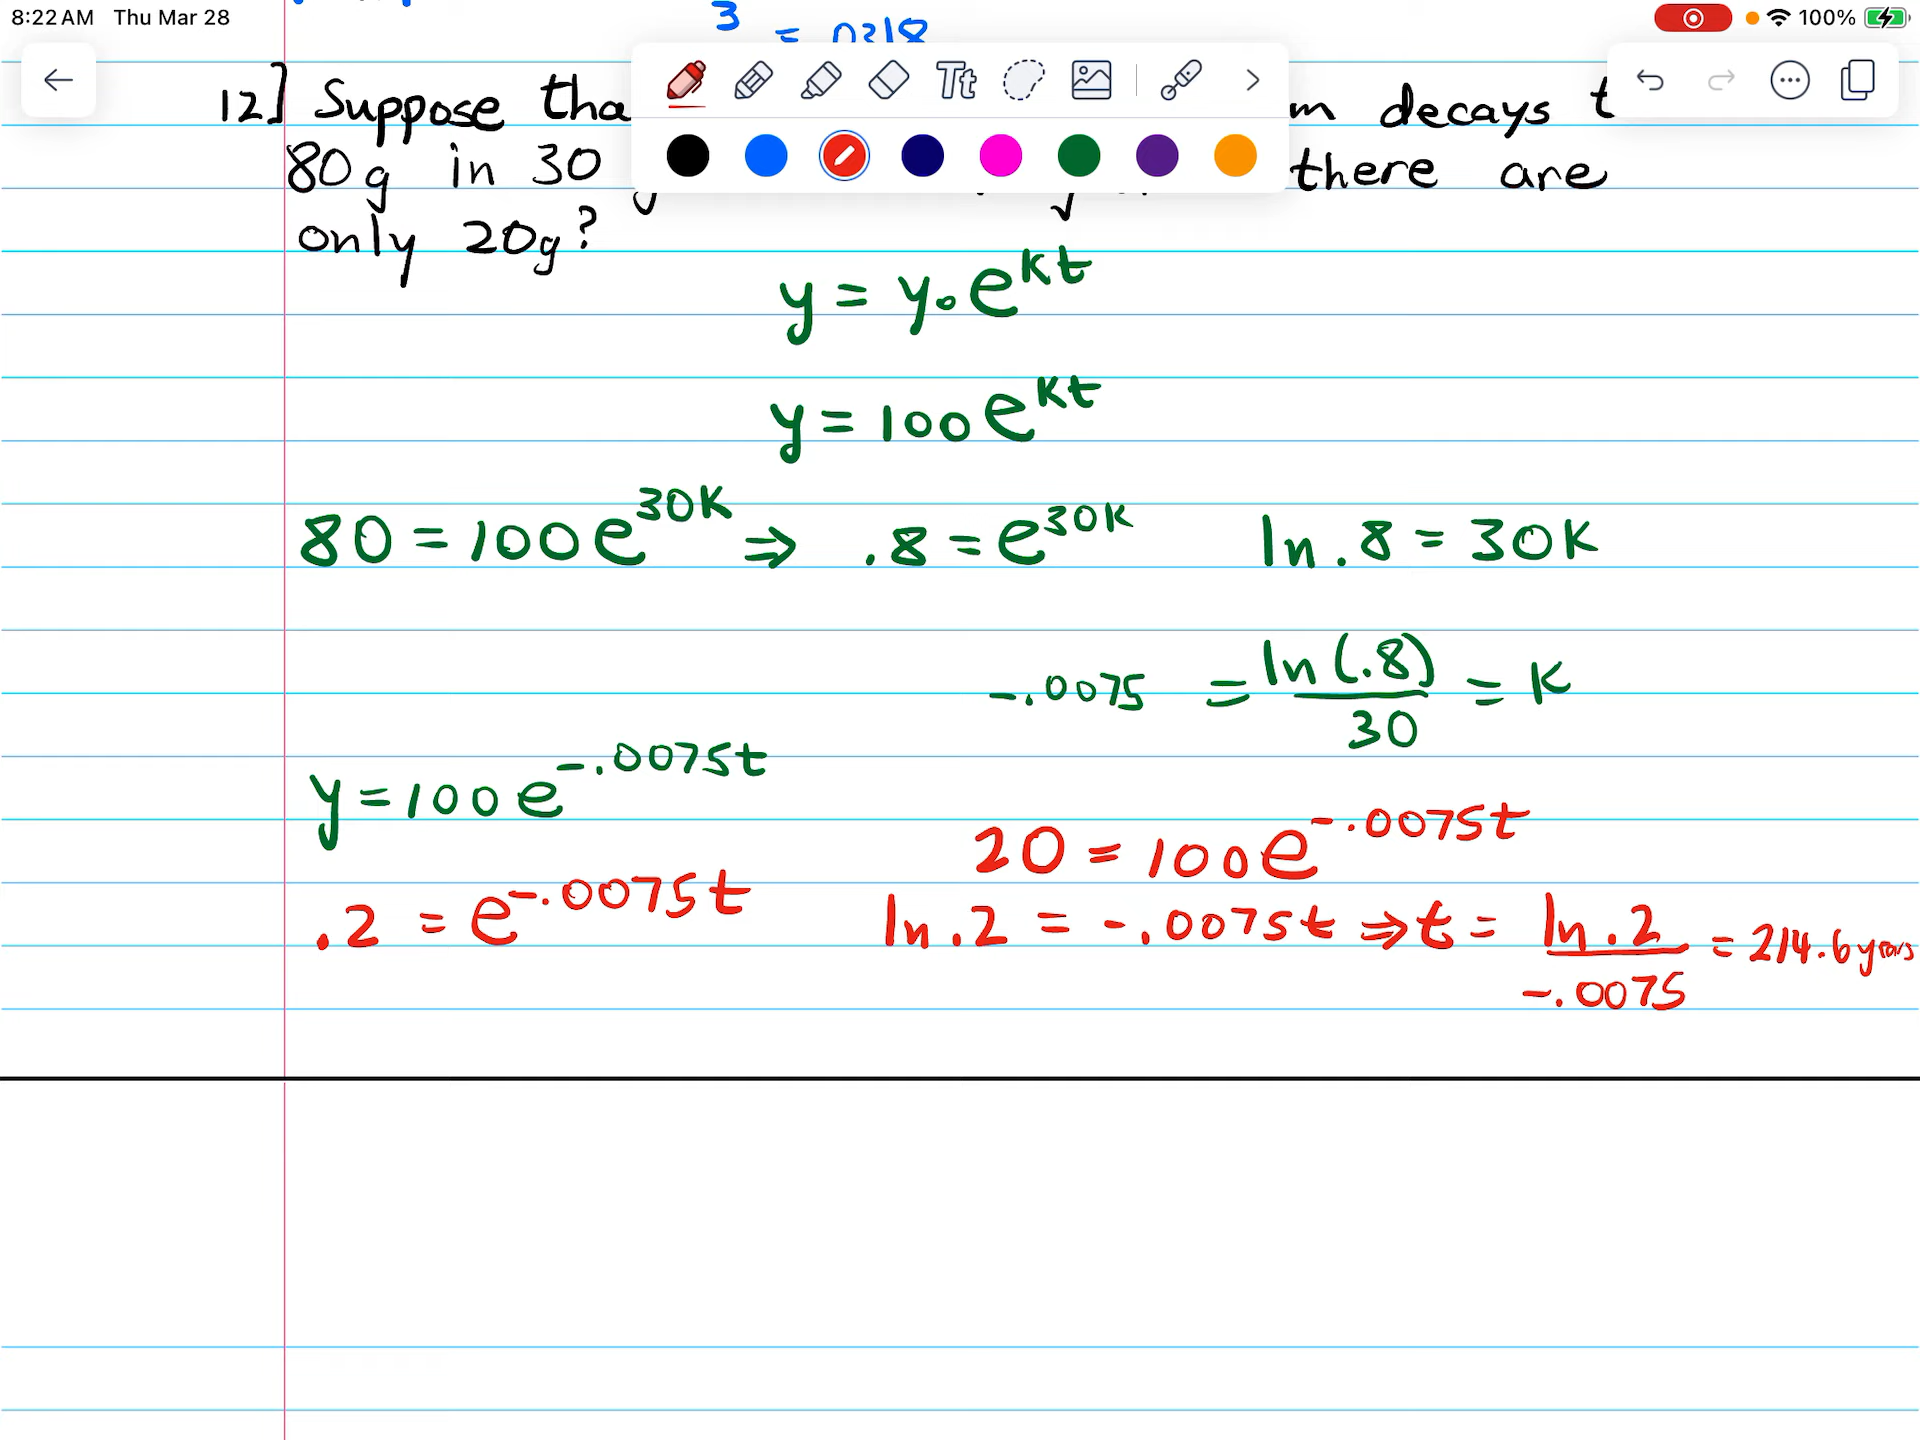 8:22 AM Thu Mar 28 100%
3 =
12] Suppose decays
80g in 30 there are
only 20g?
Tt
y = y₀e^kt
y = 100e^kt
80 = 100e^30K ⇒ .8 = e^30K ln.8 = 30K
-.0075 = ln(.8)/30 = K
y = 100e^-.0075t
20 = 100e^-.0075t
.2 = e^-.0075t ln.2 = -.0075t ⇒ t = ln.2/-.0075 = 214.6 years